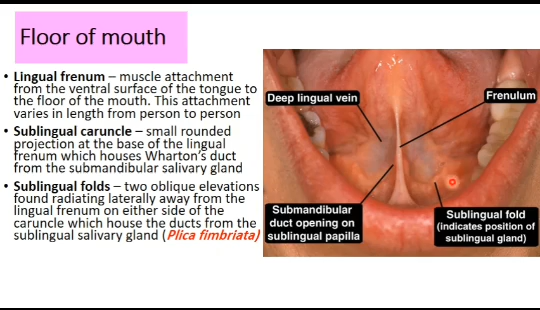 Floor of mouth
• Lingual frenum – muscle attachment
from the ventral surface of the tongue to
the floor of the mouth. This attachment
varies in length from person to person
• Sublingual caruncle – small rounded
projection at the base of the lingual
frenum which houses Wharton's duct
from the submandibular salivary gland
• Sublingual folds – two oblique elevations
found radiating laterally away from the
lingual frenum on either side of the
caruncle which house the ducts from the
sublingual salivary gland (Plica fimbriata)
Deep lingual vein
Frenulum
Submandibular
duct opening on
sublingual papilla
Sublingual fold
(indicates position of
sublingual gland)